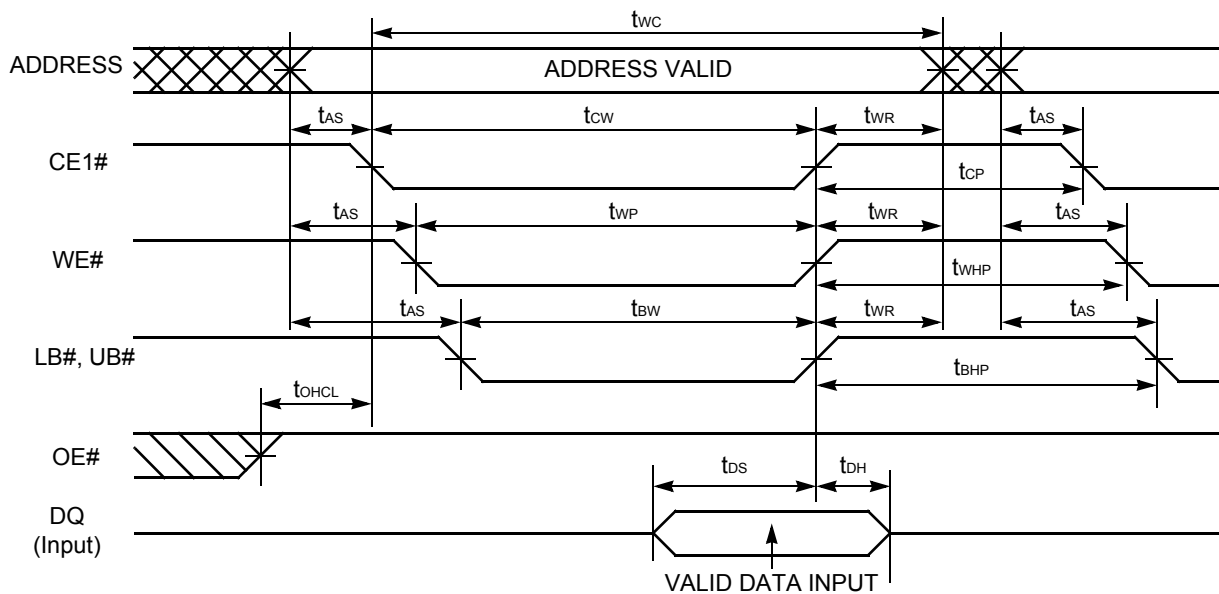 tWC
ADDRESS
ADDRESS VALID
tAS
tCW
tWR
tAS
CE1#
tCP
tAS
tWP
tWR
tAS
WE#
tWHP
tAS
tBW
tWR
tAS
LB#, UB#
tBHP
tOHCL
OE#
tDS
tDH
DQ
(Input)
VALID DATA INPUT